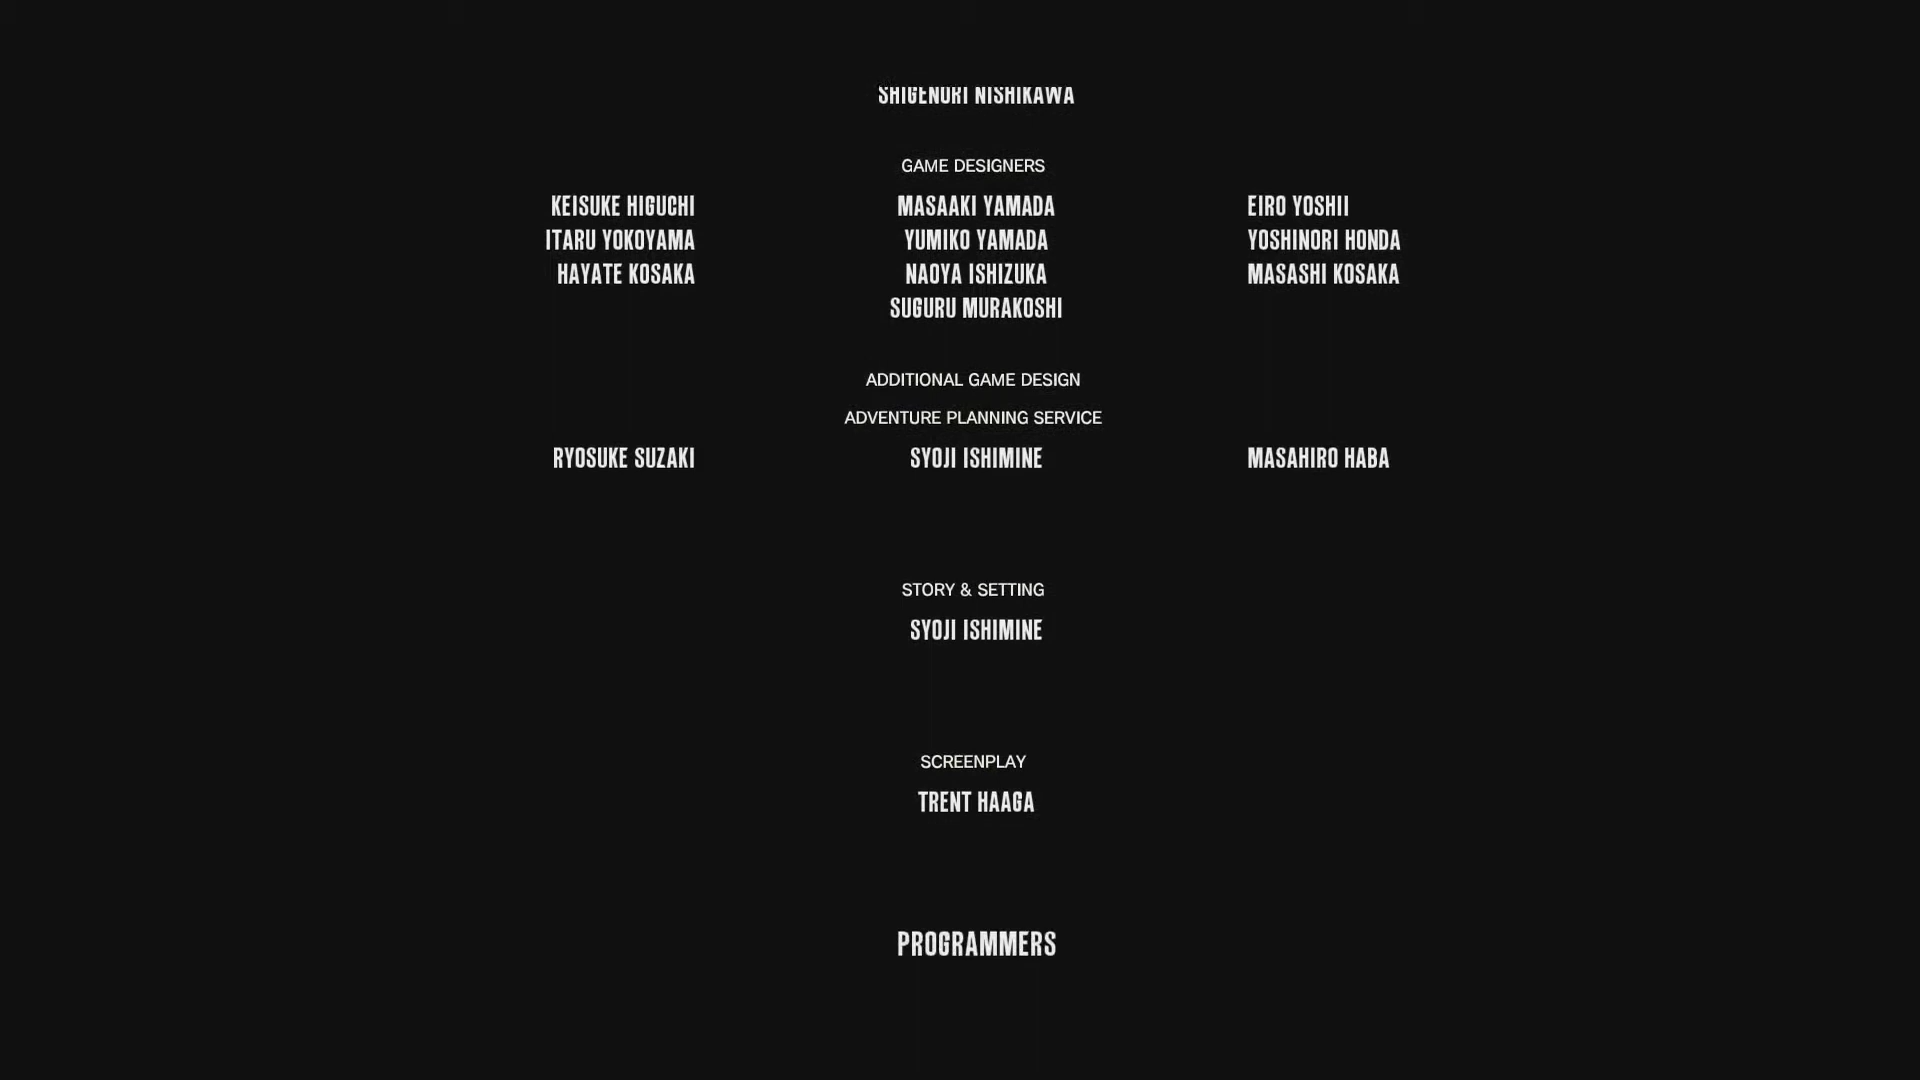 SHIGENORI NISHIKAWA
GAME DESIGNERS
KEISUKE HIGUCHI MASAAKI YAMADA EIRO YOSHII
ITARU YOKOYAMA YUMIKO YAMADA YOSHINORI HONDA
HAYATE KOSAKA NAOYA ISHIZUKA MASASHI KOSAKA
SUGURU MURAKOSHI
ADDITIONAL GAME DESIGN
ADVENTURE PLANNING SERVICE
RYOSUKE SUZAKI SYOJI ISHIMINE MASAHIRO HABA
STORY & SETTING
SYOJI ISHIMINE
SCREENPLAY
TRENT HAAGA
PROGRAMMERS